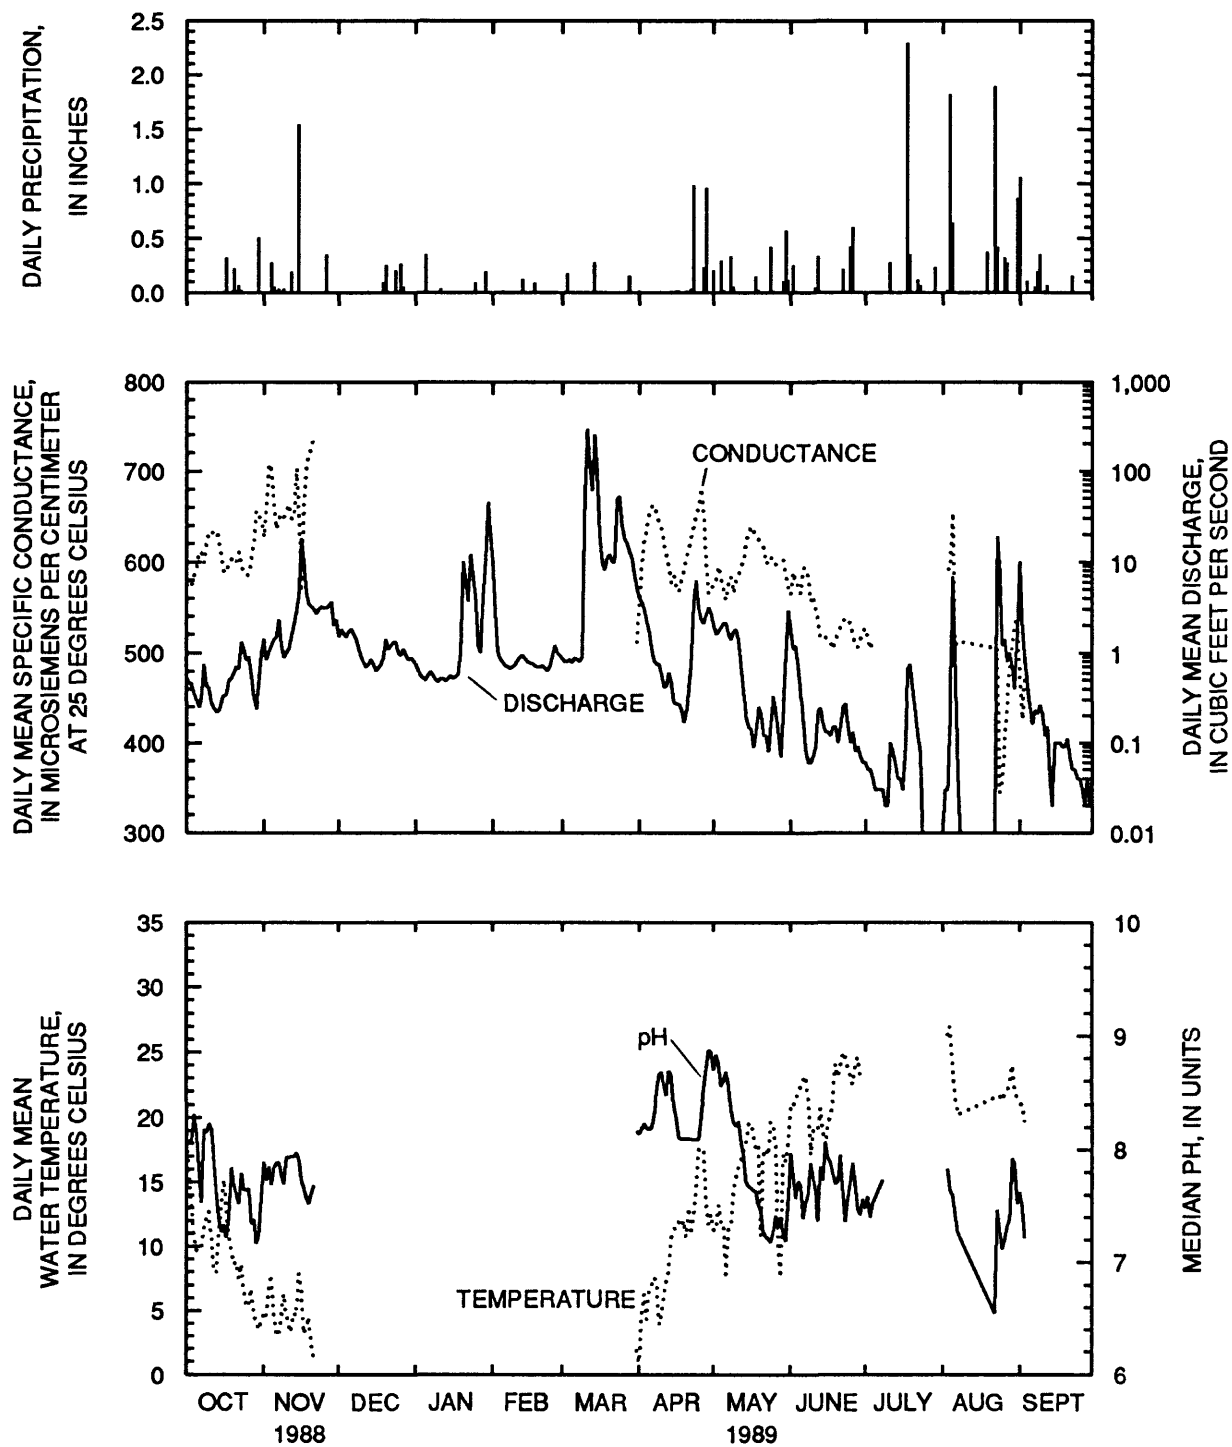 DAILY PRECIPITATION,
IN INCHES
2.5
2.0
1.5
1.0
0.5
0.0
DAILY MEAN SPECIFIC CONDUCTANCE,
IN MICROSIEMENS PER CENTIMETER
AT 25 DEGREES CELSIUS
800
700
600
500
400
300
CONDUCTANCE
DISCHARGE
1,000
100
10
1
0.1
0.01
DAILY MEAN DISCHARGE,
IN CUBIC FEET PER SECOND
DAILY MEAN
WATER TEMPERATURE,
IN DEGREES CELSIUS
35
30
25
20
15
10
5
0
pH
TEMPERATURE
10
9
8
7
6
MEDIAN PH, IN UNITS
OCT NOV DEC JAN FEB MAR APR MAY JUNE JULY AUG SEPT
1988 1989